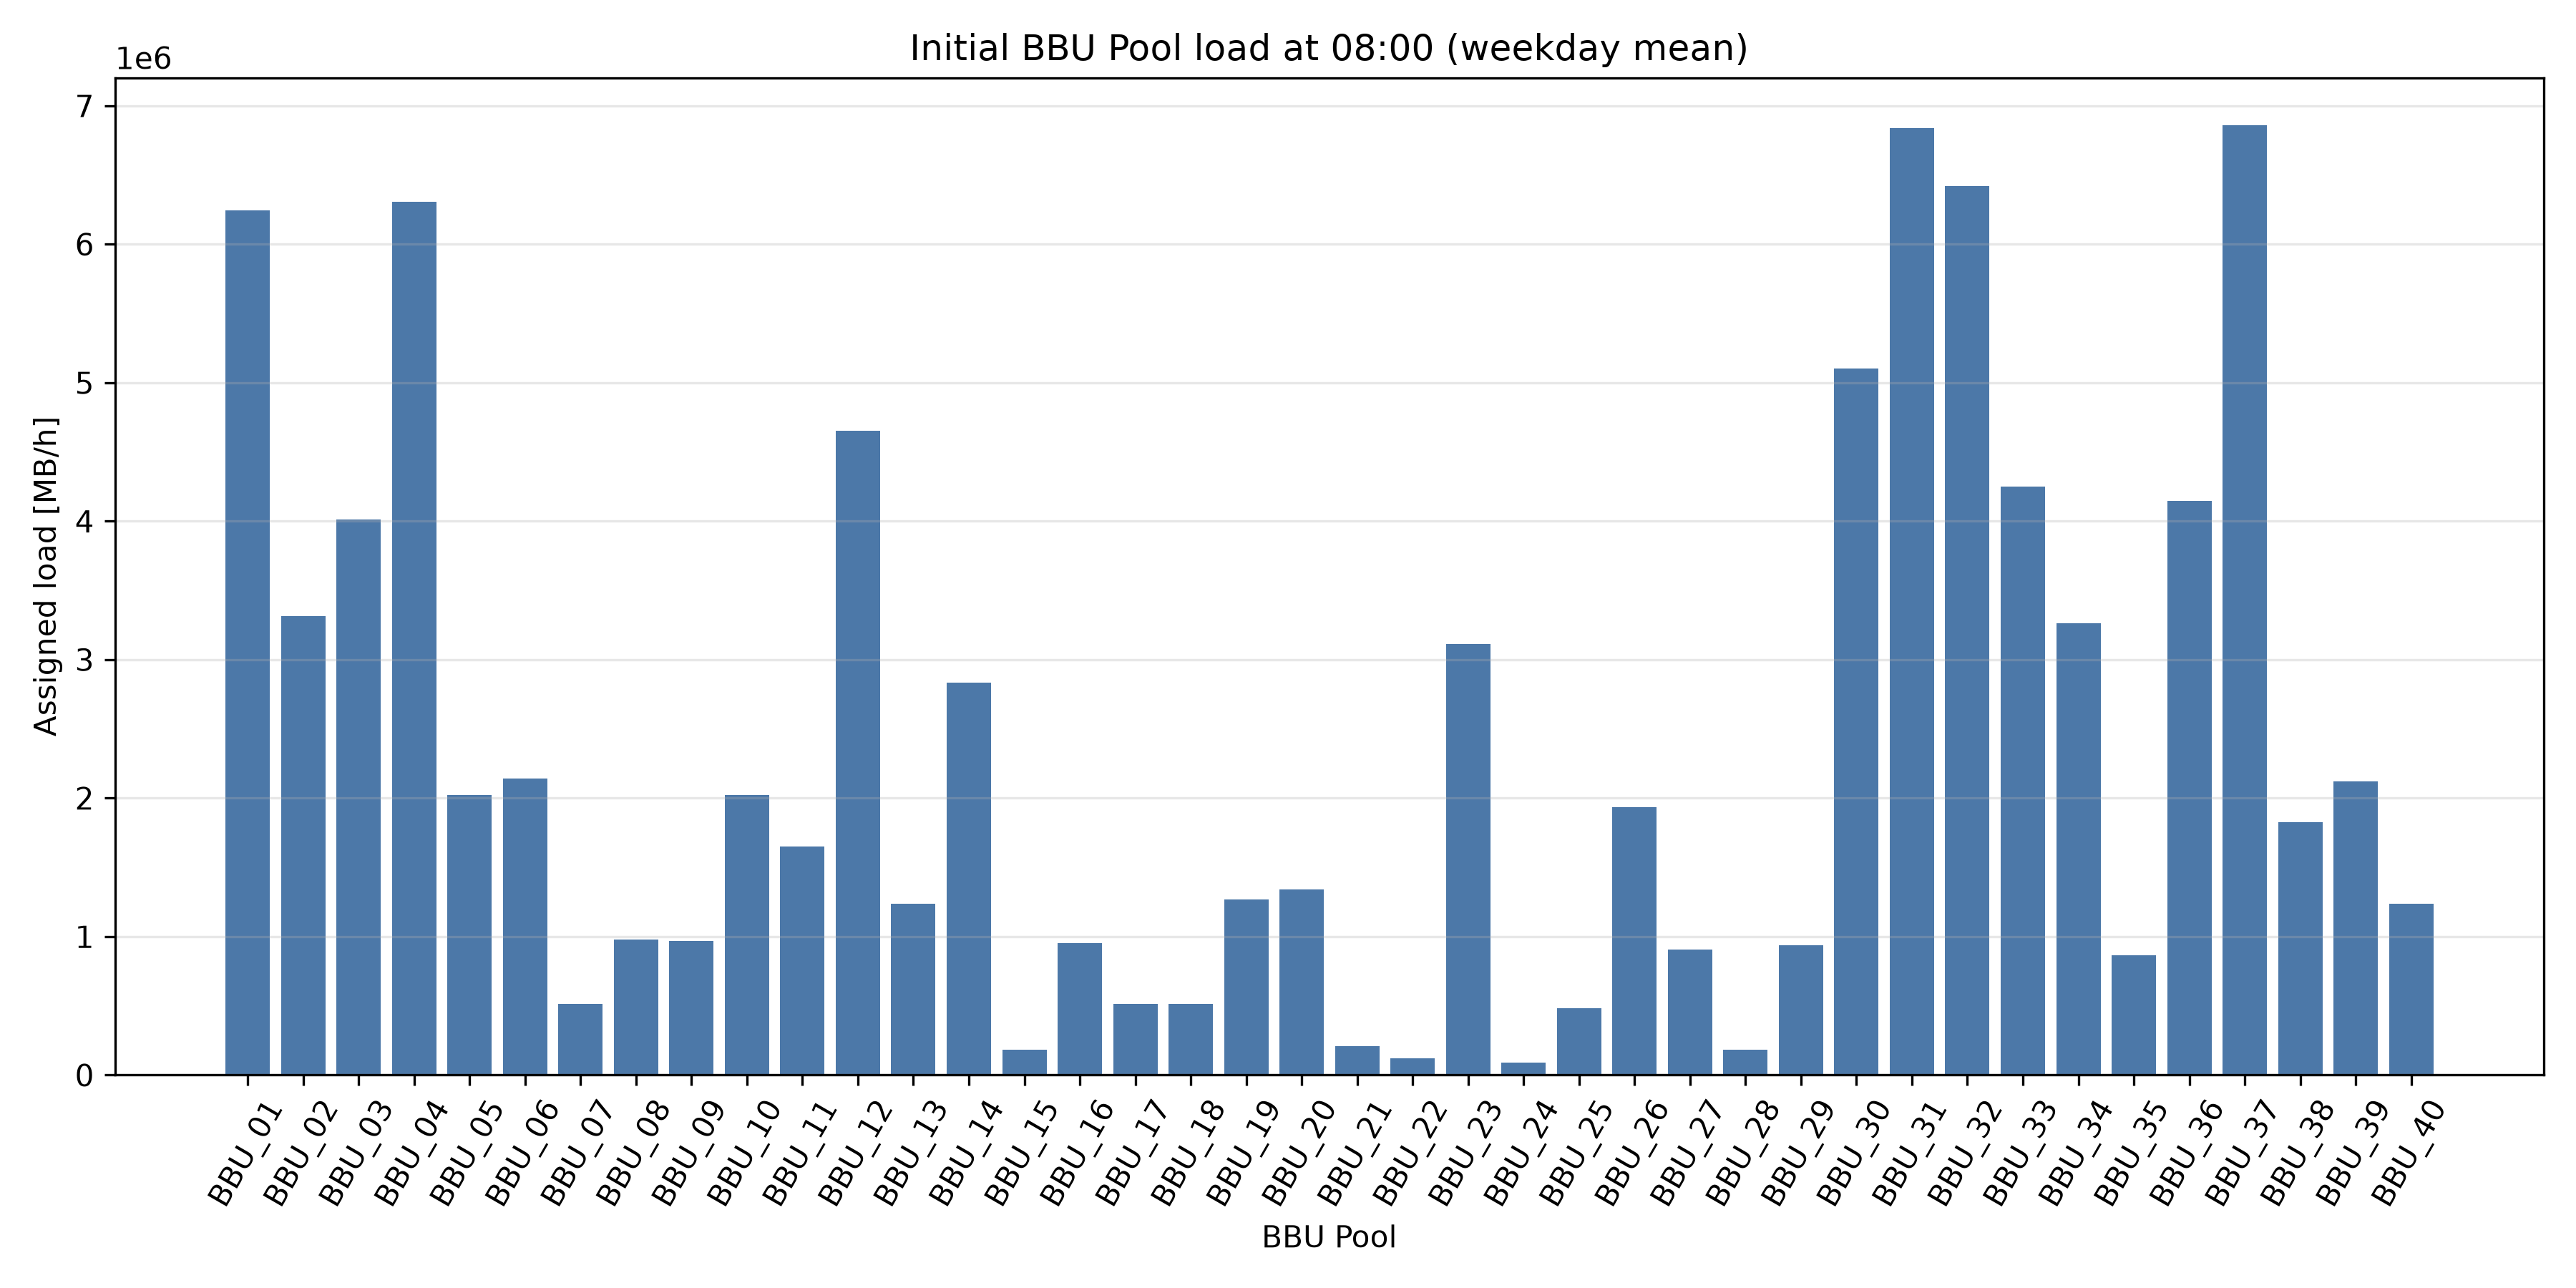 Initial BBU Pool load at 08:00 (weekday mean)
1e6
7
6
5
4
3
2
1
0
Assigned load [MB/h]
BBU_01
BBU_02
BBU_03
BBU_04
BBU_05
BBU_06
BBU_07
BBU_08
BBU_09
BBU_10
BBU_11
BBU_12
BBU_13
BBU_14
BBU_15
BBU_16
BBU_17
BBU_18
BBU_19
BBU_20
BBU_21
BBU_22
BBU_23
BBU_24
BBU_25
BBU_26
BBU_27
BBU_28
BBU_29
BBU_30
BBU_31
BBU_32
BBU_33
BBU_34
BBU_35
BBU_36
BBU_37
BBU_38
BBU_39
BBU_40
BBU Pool